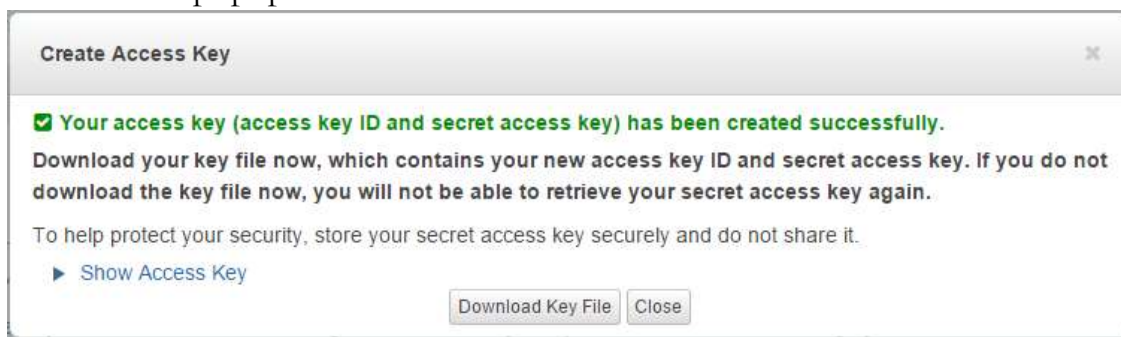 Create Access Key
Your access key (access key ID and secret access key) has been created successfully.
Download your key file now, which contains your new access key ID and secret access key. If you do not
download the key file now, you will not be able to retrieve your secret access key again.
To help protect your security, store your secret access key securely and do not share it.
Show Access Key
Download Key File Close